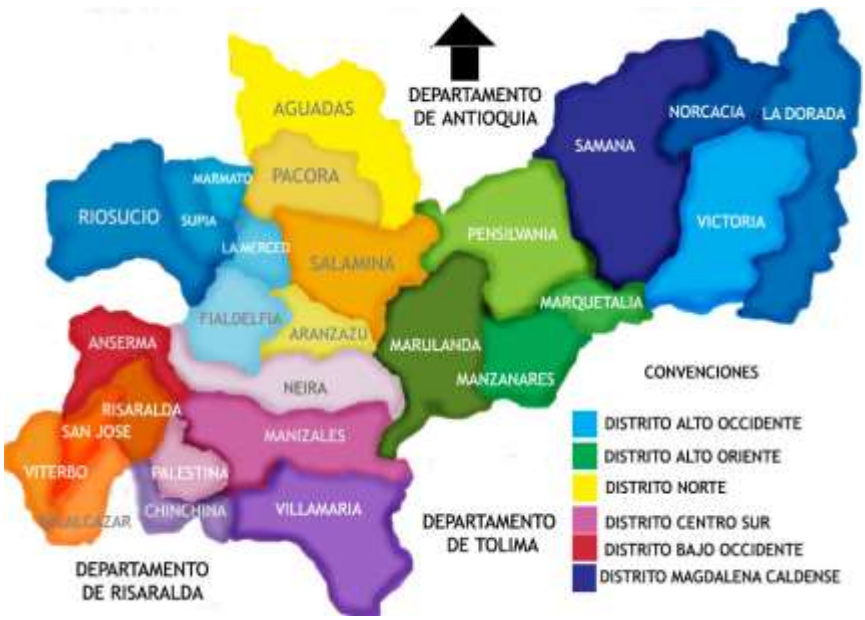 DEPARTAMENTO
DE ANTIOQUIA
AGUADAS
NORCACIA
LA DORADA
SAMANA
MARMATO
PACORA
RIOSUCIO
SUPIA
VICTORIA
PENSILVANIA
LA MERCED
SALAMINA
MARQUETALIA
FIALDELFIA
ARANZAZU
ANSERMA
MARULANDA
MANZANARES
NEIRA
RISARALDA
SAN JOSE
MANIZALES
VITERBO
PALESTINA
CHINCHINA
VILLAMARIA
DEPARTAMENTO
DE TOLIMA
DEPARTAMENTO
DE RISARALDA
CONVENCIONES
DISTRITO ALTO OCCIDENTE
DISTRITO ALTO ORIENTE
DISTRITO NORTE
DISTRITO CENTRO SUR
DISTRITO BAJO OCCIDENTE
DISTRITO MAGDALENA CALDENSE